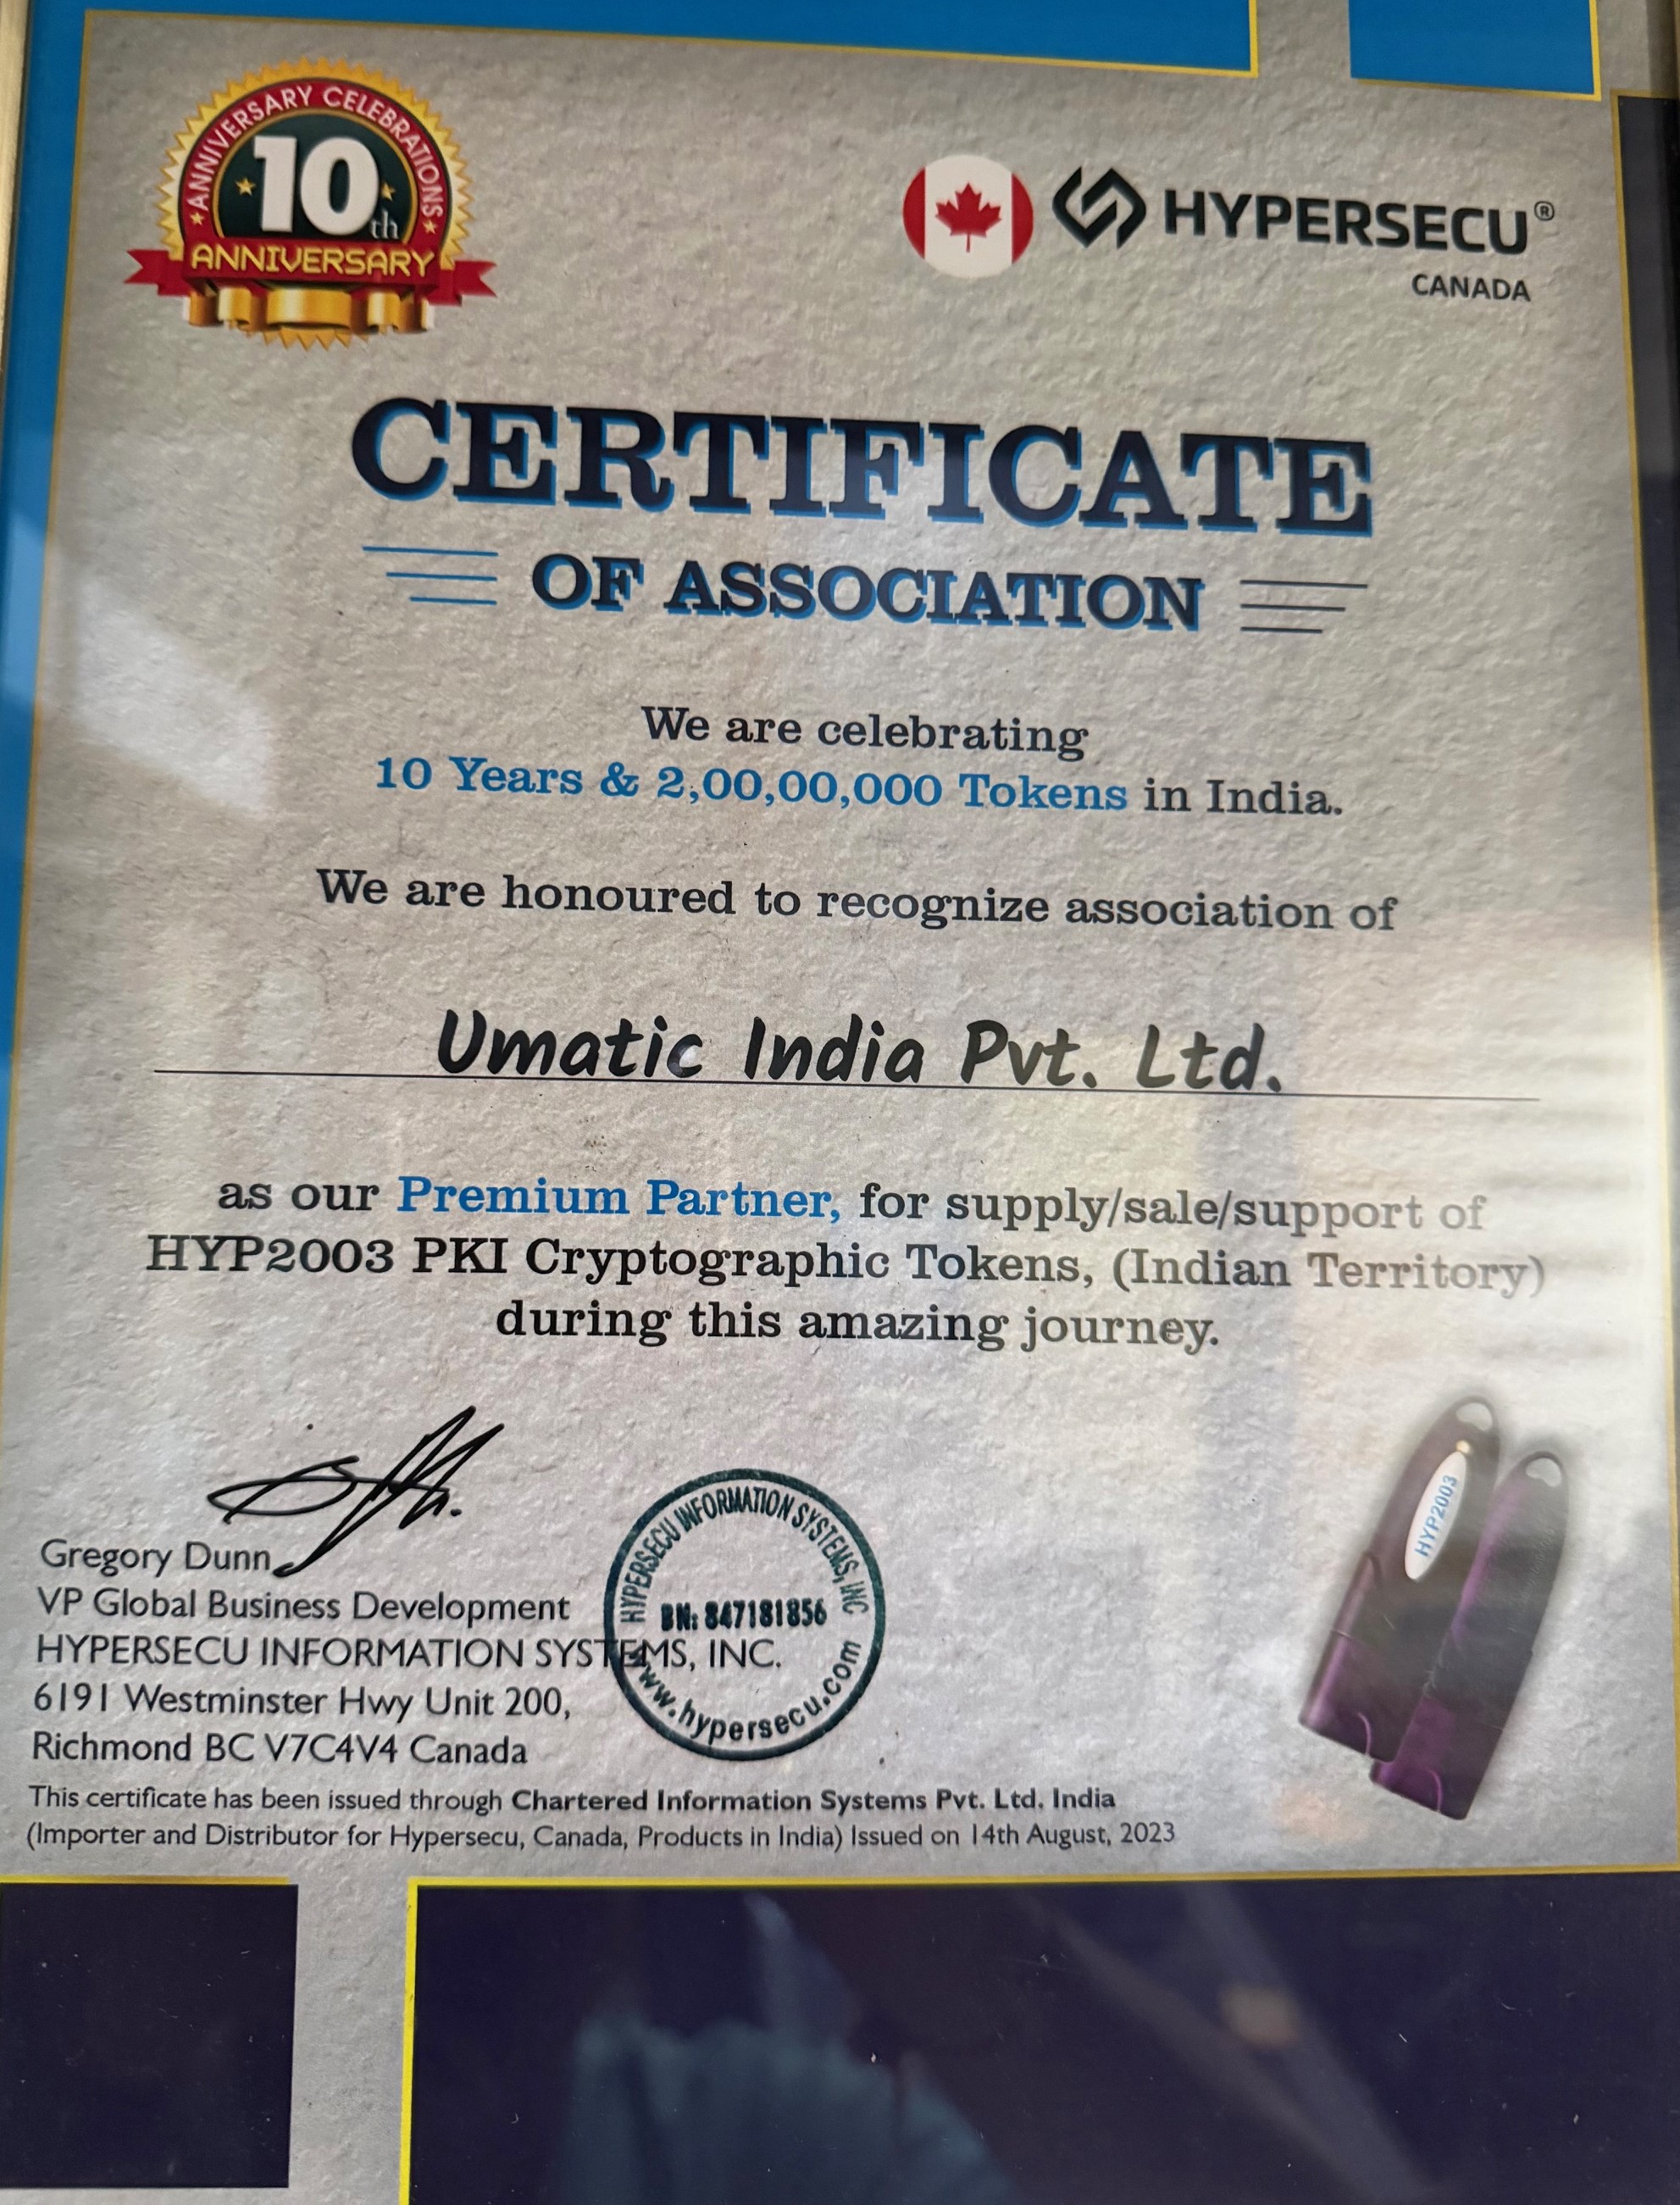 ANNIVERSARY CELEBRATIONS
10th
ANNIVERSARY
HYPERSECU®
CANADA
CERTIFICATE
OF ASSOCIATION
We are celebrating
10 Years & 2,00,00,000 Tokens in India.
We are honoured to recognize association of
Umatic India Pvt. Ltd.
as our Premium Partner, for supply/sale/support of
HYP2003 PKI Cryptographic Tokens, (Indian Territory)
during this amazing journey.
Gregory Dunn
VP Global Business Development
HYPERSECU INFORMATION SYSTEMS, INC.
6191 Westminster Hwy Unit 200,
Richmond BC V7C4V4 Canada
HYPERSECU INFORMATION SYSTEMS, INC
BN: 847181856
www.hypersecu.com
HYP2003
This certificate has been issued through Chartered Information Systems Pvt. Ltd. India
(Importer and Distributor for Hypersecu, Canada, Products in India) Issued on 14th August, 2023